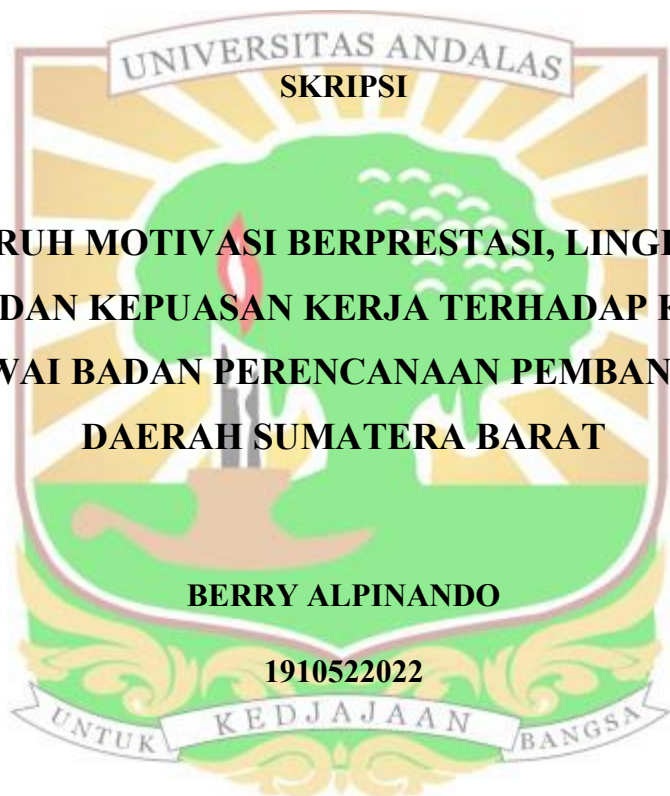 UNIVERSITAS ANDALAS
SKRIPSI
RUH MOTIVASI BERPRESTASI, LING
DAN KEPUASAN KERJA TERHADAP
WAI BADAN PERENCANAAN PEMBAN
DAERAH SUMATERA BARAT
BERRY ALPINANDO
1910522022
UNTUK KEDJAJAAN BANGSA